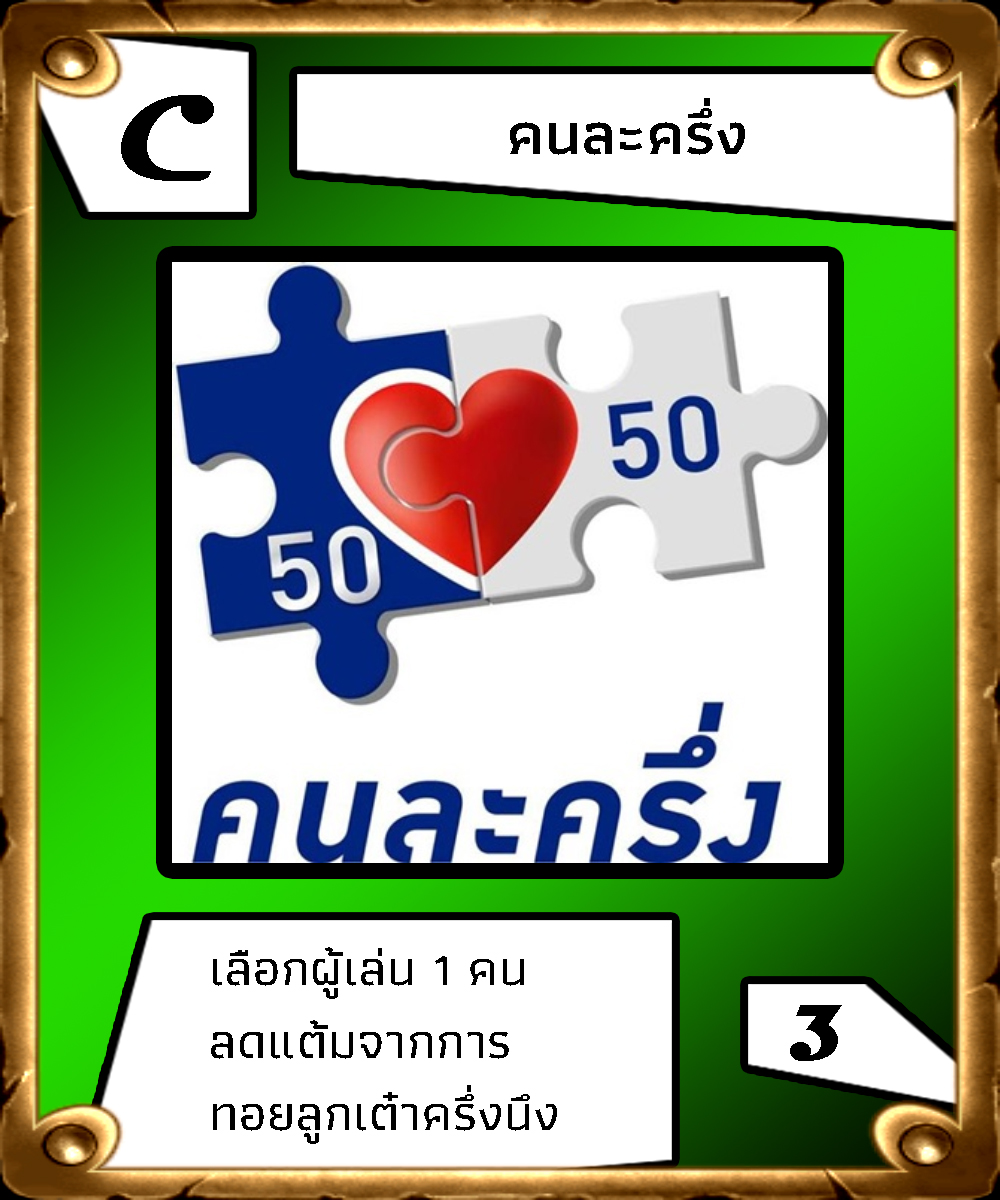 C
คนละครึ่ง
50
50
คนละครึ่ง
เลือกผู้เล่น 1 คน
ลดแต้มจากการ
ทอยลูกเต๋าครึ่งนึง
3